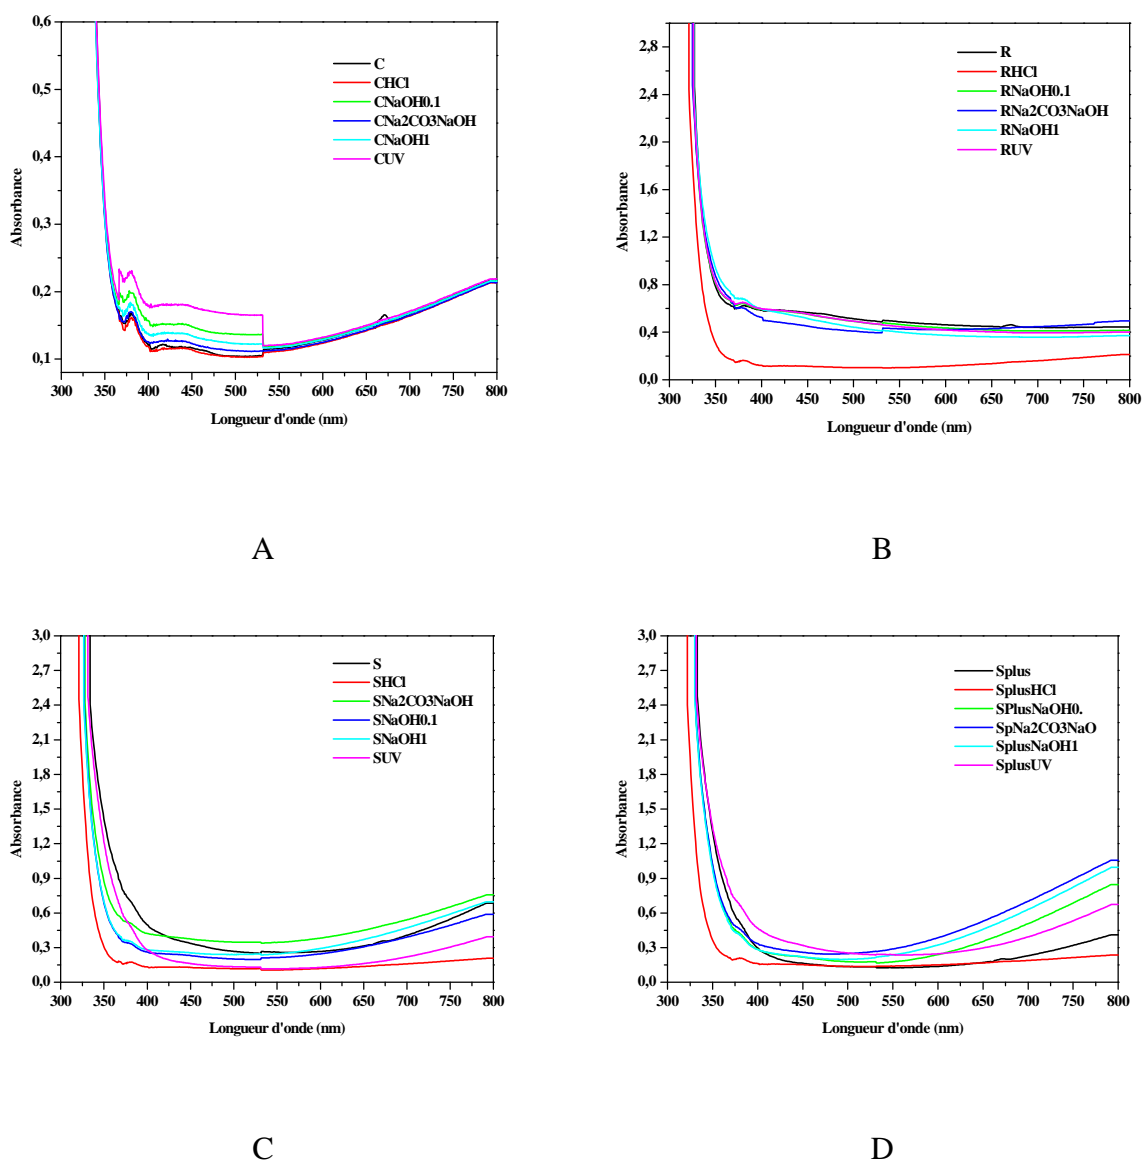 0,6
0,5
0,4
0,3
0,2
0,1
Absorbance
C
CHCl
CNaOH0.1
CNa2CO3NaOH
CNaOH1
CUV
300 350 400 450 500 550 600 650 700 750 800
Longueur d'onde (nm)
A
2,8
2,4
2,0
1,6
1,2
0,8
0,4
0,0
Absorbance
R
RHCl
RNaOH0.1
RNa2CO3NaOH
RNaOH1
RUV
300 350 400 450 500 550 600 650 700 750 800
Longueur d'onde (nm)
B
3,0
2,7
2,4
2,1
1,8
1,5
1,2
0,9
0,6
0,3
0,0
Absorbance
S
SHCl
SNa2CO3NaOH
SNaOH0.1
SNaOH1
SUV
300 350 400 450 500 550 600 650 700 750 800
Longueur d'onde (nm)
C
3,0
2,7
2,4
2,1
1,8
1,5
1,2
0,9
0,6
0,3
0,0
Absorbance
Splus
SplusHCl
SPlusNaOH0.
SpNa2CO3NaO
SplusNaOH1
SplusUV
300 350 400 450 500 550 600 650 700 750 800
Longueur d'onde (nm)
D